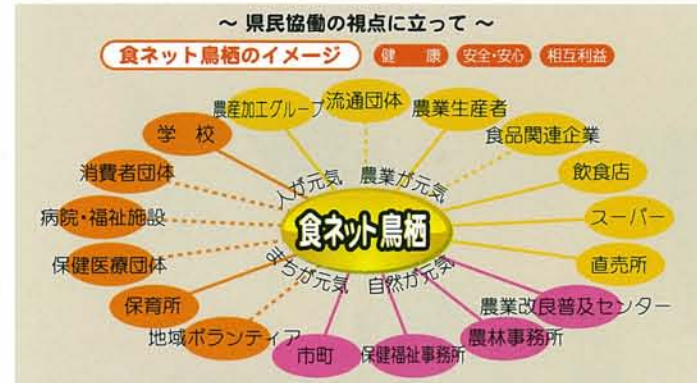 ～ 県民協働の視点に立って ～
食ネット鳥栖のイメージ
健 康
安全・安心
相互利益
農産加工グループ
流通団体
農業生産者
食品関連企業
飲食店
スーパー
直売所
農業改良普及センター
農林事務所
保健福祉事務所
市町
地域ボランティア
保育所
保健医療団体
病院・福祉施設
消費者団体
学 校
人が元気
農業が元気
食ネット鳥栖
まちが元気
自然が元気